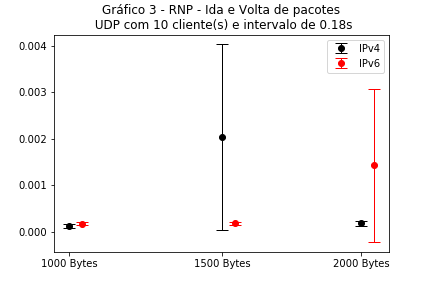 Gráfico 3 - RNP - Ida e Volta de pacotes
UDP com 10 cliente(s) e intervalo de 0.18s
IPv4
IPv6
0.004
0.003
0.002
0.001
0.000
1000 Bytes
1500 Bytes
2000 Bytes